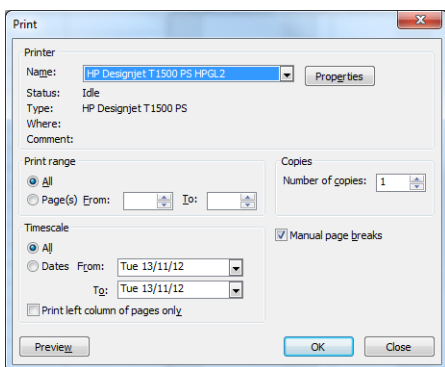 Print
Printer
Name: HP Designjet T1500 PS HPGL2 Properties
Status: Idle
Type: HP Designjet T1500 PS
Where:
Comment:
Print range
All
Page(s) From: To:
Copies
Number of copies: 1
Timescale
All
Dates From: Tue 13/11/12
To: Tue 13/11/12
Print left column of pages only
Manual page breaks
Preview OK Close